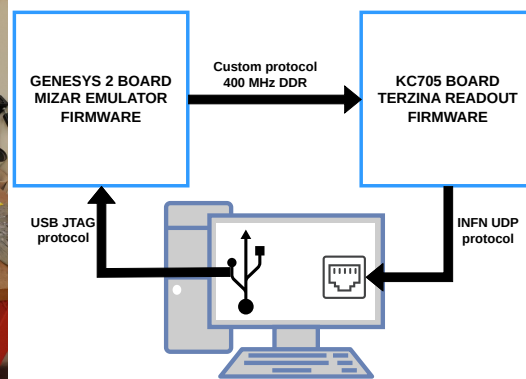 GENESYS 2 BOARD
MIZAR EMULATOR
FIRMWARE
Custom protocol
400 MHz DDR
KC705 BOARD
TERZINA READOUT
FIRMWARE
USB JTAG
protocol
INFN UDP
protocol